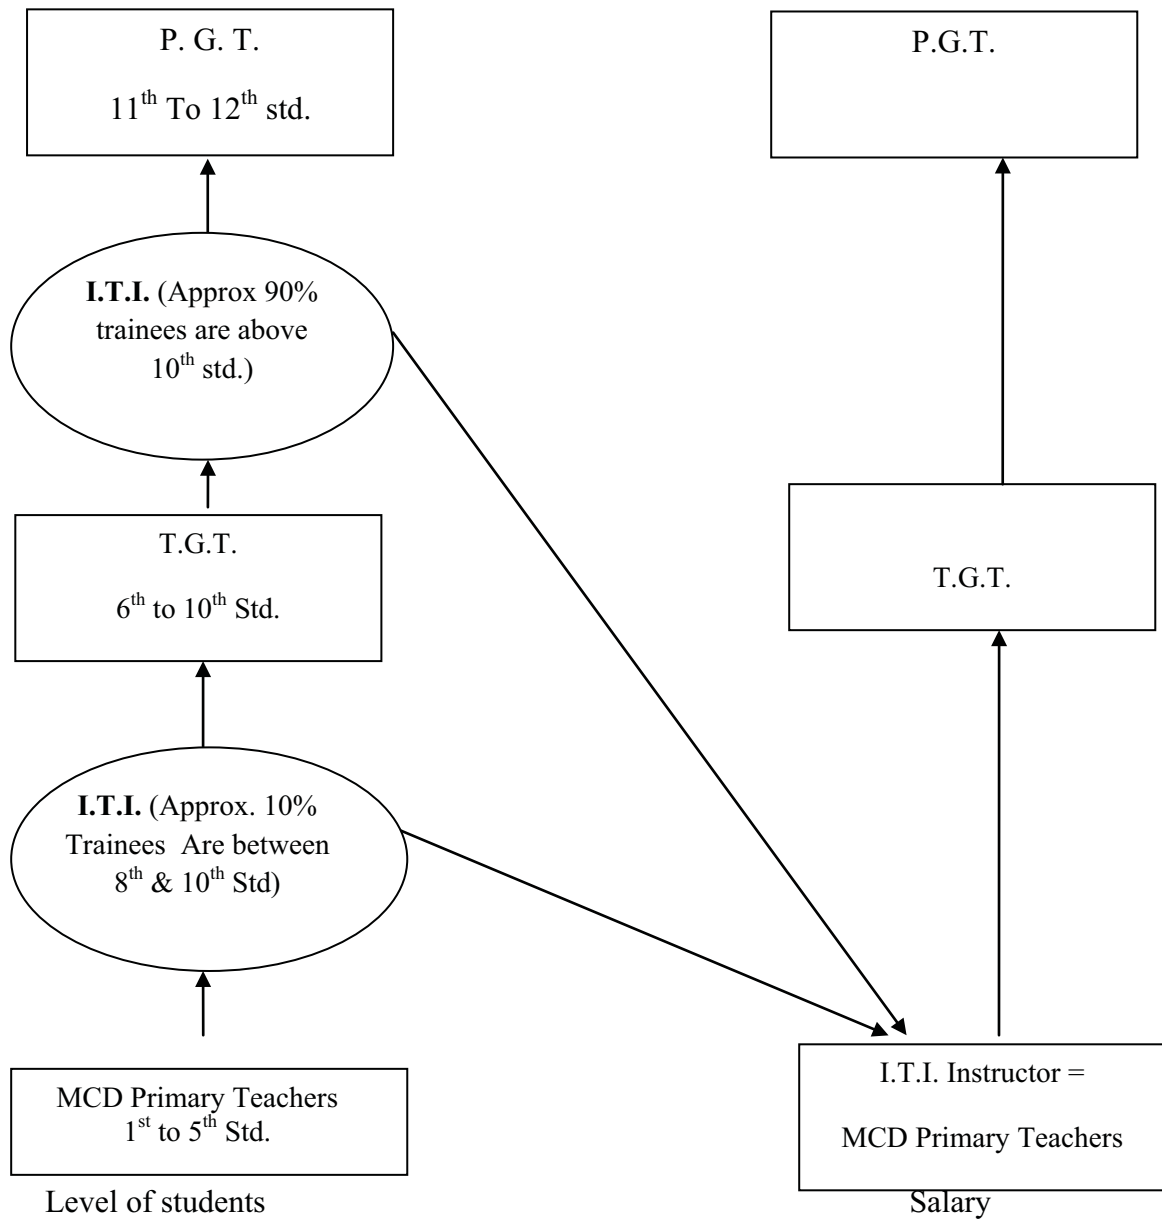 P. G. T.
11th To 12th std.
I.T.I. (Approx 90%
trainees are above
10th std.)
T.G.T.
6th to 10th Std.
I.T.I. (Approx. 10%
Trainees Are between
8th & 10th Std)
MCD Primary Teachers
1st to 5th Std.
Level of students
P.G.T.
T.G.T.
I.T.I. Instructor =
MCD Primary Teachers
Salary